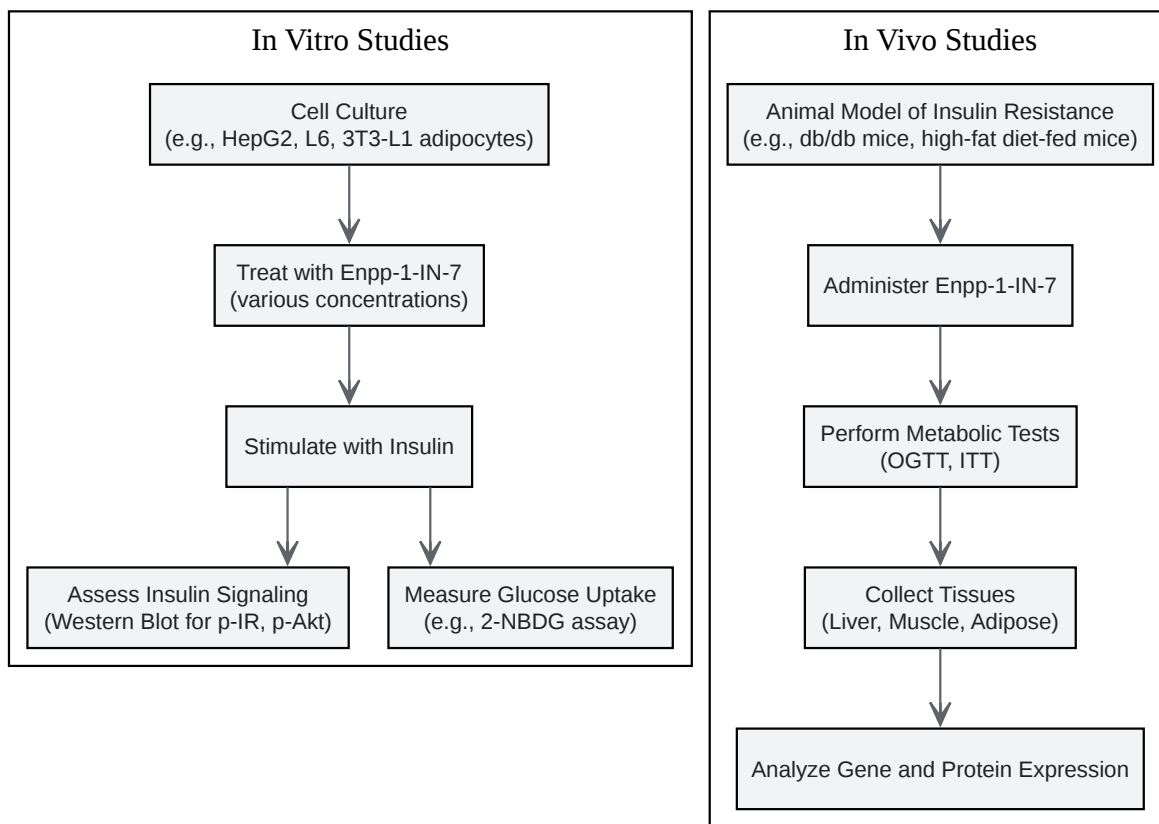 In Vitro Studies
Cell Culture
(e.g., HepG2, L6, 3T3-L1 adipocytes)
Treat with Enpp-1-IN-7
(various concentrations)
Stimulate with Insulin
Assess Insulin Signaling
(Western Blot for p-IR, p-Akt)
Measure Glucose Uptake
(e.g., 2-NBDG assay)
In Vivo Studies
Animal Model of Insulin Resistance
(e.g., db/db mice, high-fat diet-fed mice)
Administer Enpp-1-IN-7
Perform Metabolic Tests
(OGTT, ITT)
Collect Tissues
(Liver, Muscle, Adipose)
Analyze Gene and Protein Expression